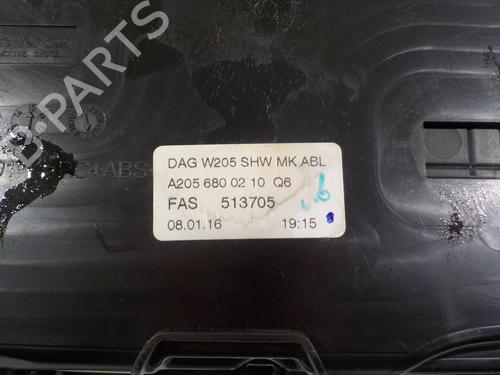 B-PARTS
DAG W205 SHW MK ABL
A205 680 02 10 Q6
FAS 513705
08.01.16 19:15